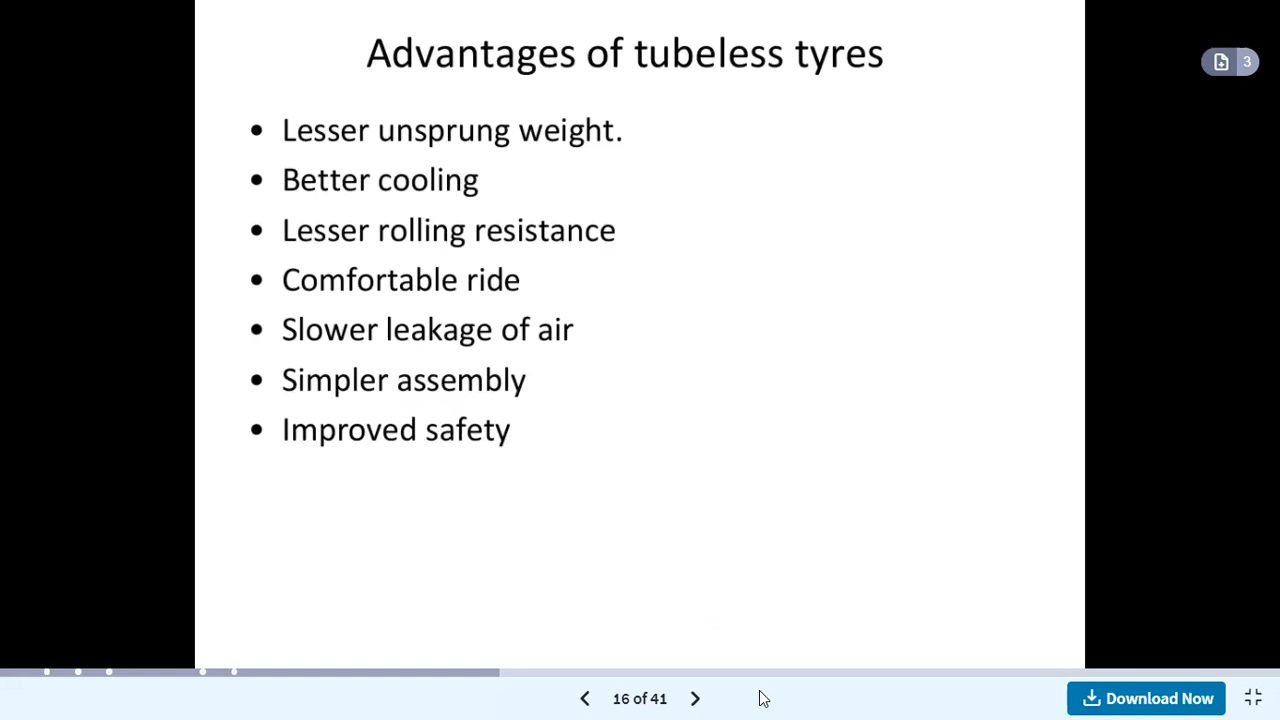 Advantages of tubeless tyres
• Lesser unsprung weight.
• Better cooling
• Lesser rolling resistance
• Comfortable ride
• Slower leakage of air
• Simpler assembly
• Improved safety
3
16 of 41
Download Now